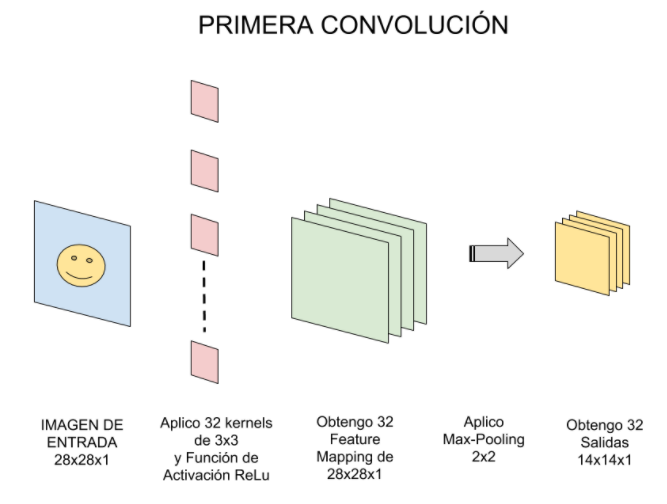 PRIMERA CONVOLUCIÓN
IMAGEN DE
ENTRADA
28x28x1
Aplico 32 kernels
de 3x3
y Función de
Activación ReLu
Obtengo 32
Feature
Mapping de
28x28x1
Aplico
Max-Pooling
2x2
Obtengo 32
Salidas
14x14x1